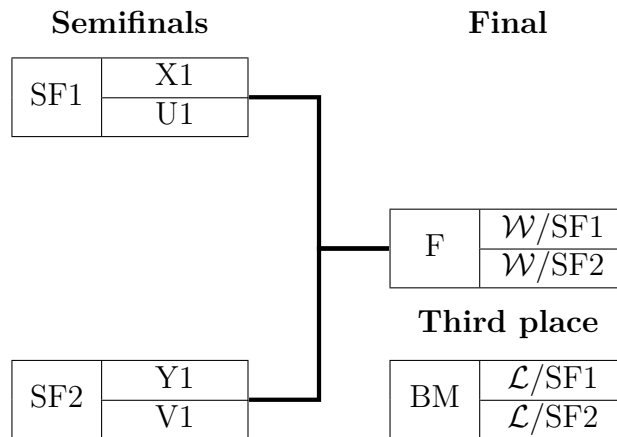 Semifinals
Final
SF1
X1
U1
F
𝓦/SF1
𝓦/SF2
Third place
SF2
Y1
V1
BM
𝓛/SF1
𝓛/SF2